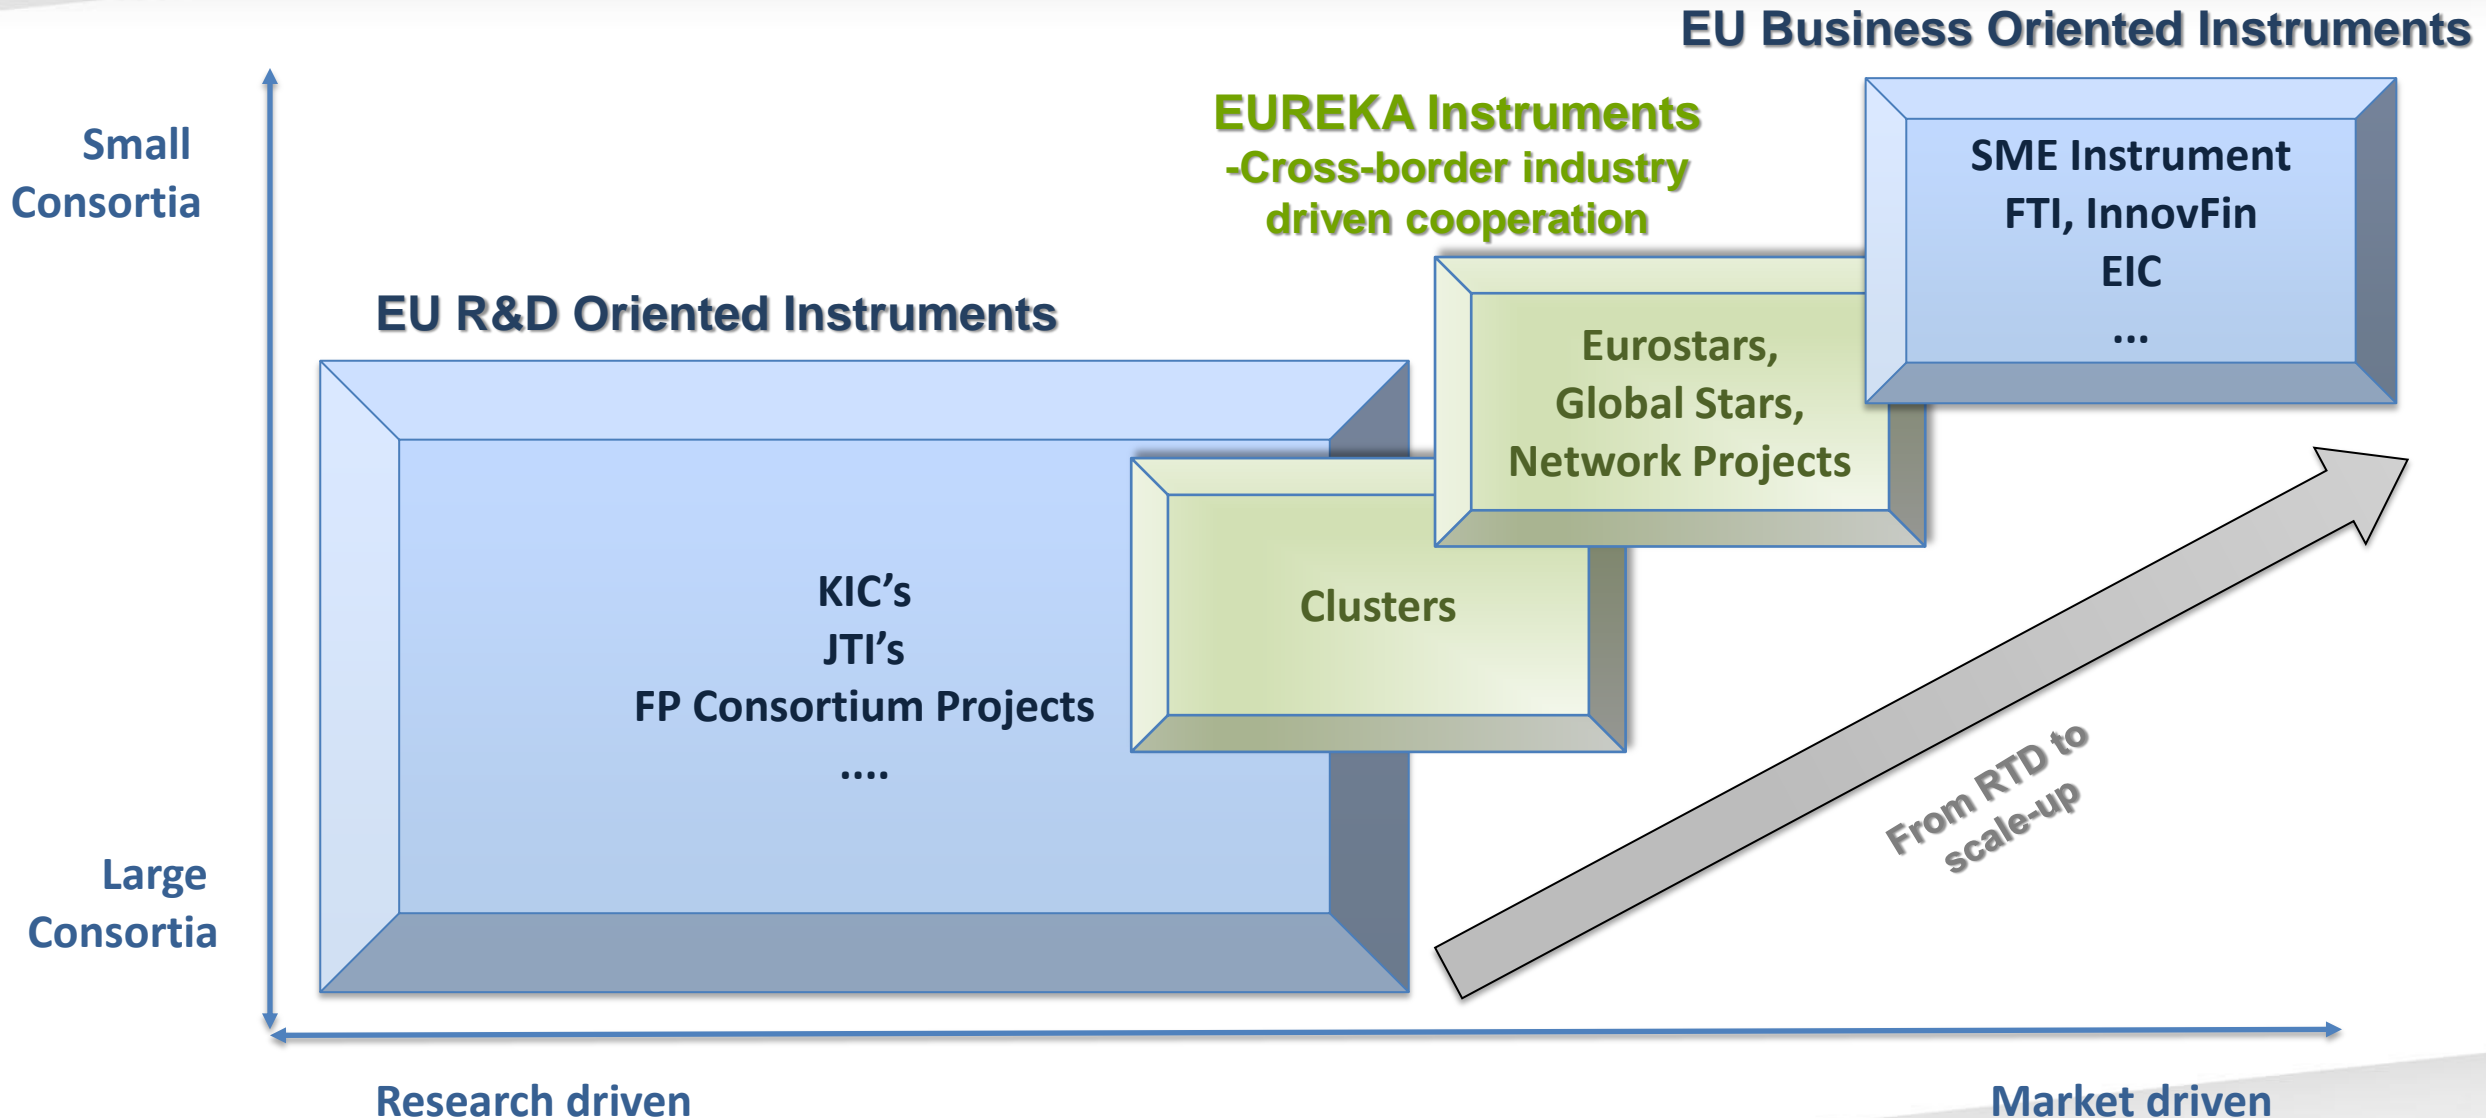 EU Business Oriented Instruments
Small
Consortia
EUREKA Instruments
-Cross-border industry
driven cooperation
SME Instrument
FTI, InnovFin
EIC
...
EU R&D Oriented Instruments
Eurostars,
Global Stars,
Network Projects
KIC’s
JTI’s
FP Consortium Projects
....
Clusters
From RTD to
scale-up
Large
Consortia
Research driven
Market driven